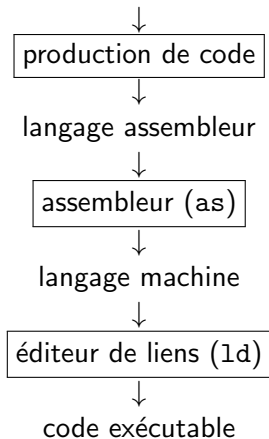 production de code
langage assembleur
assembleur (as)
langage machine
éditeur de liens (ld)
code exécutable